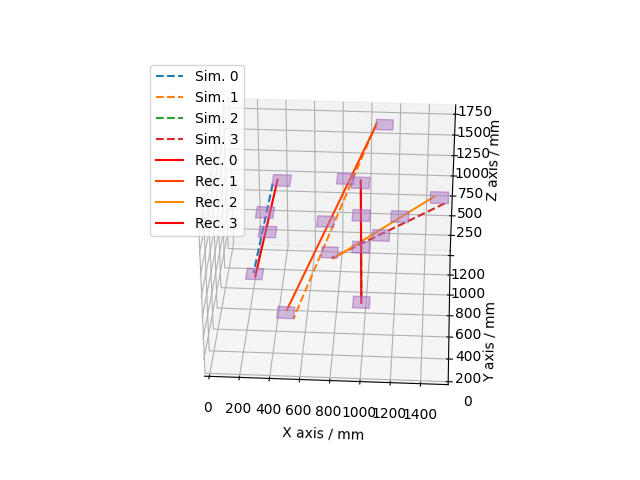 Sim. 0
Sim. 1
Sim. 2
Sim. 3
Rec. 0
Rec. 1
Rec. 2
Rec. 3
1750
1500
1250
1000
750
500
250
Z axis / mm
1200
1000
800
600
400
200
0
Y axis / mm
0 200 400 600 800 1000 1200 1400
X axis / mm